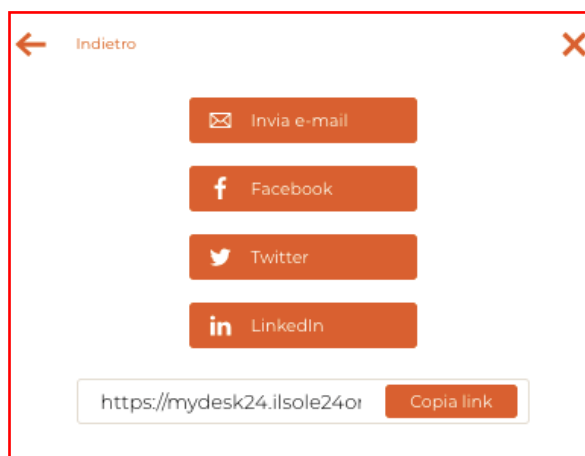 Indietro
Invia e-mail
Facebook
Twitter
LinkedIn
https://mydesk24.ilsole24or
Copia link